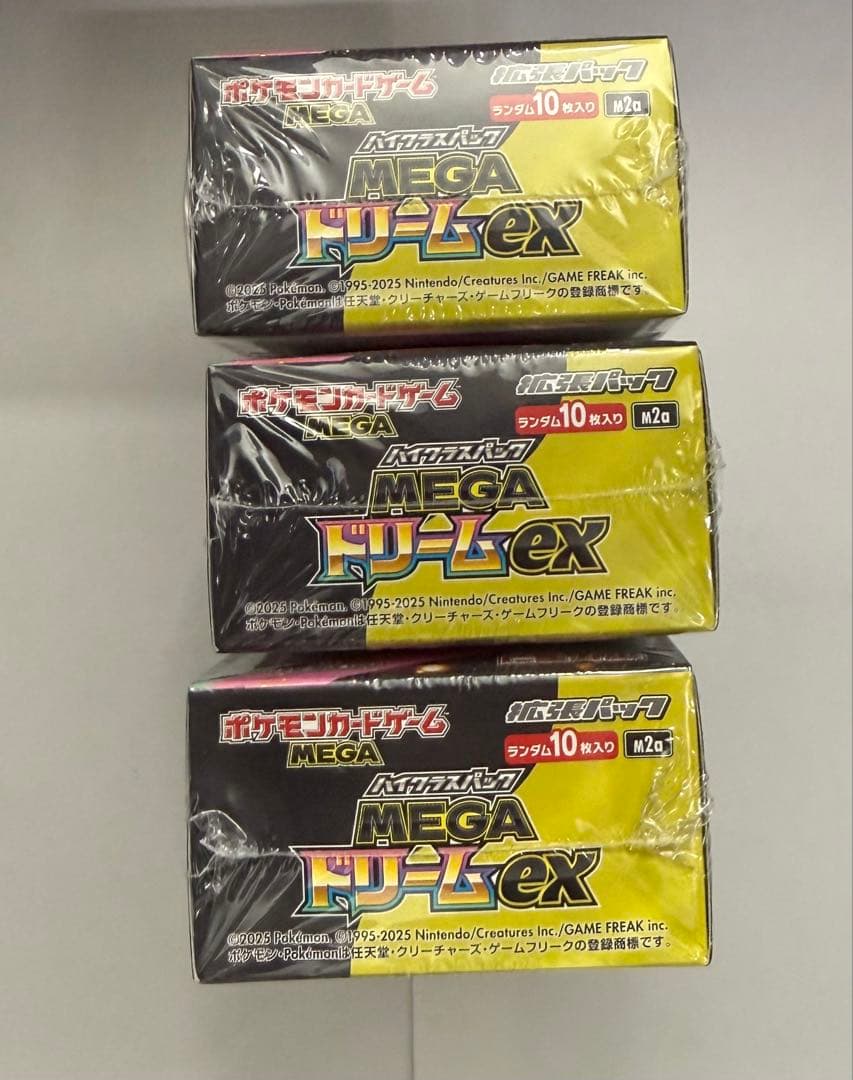 ポケモンカードゲーム 拡張パック
MEGA ランダム10枚入り M2a
ハイクラスパック
MEGA
ドリームex
©2025 Pokémon. ©1995-2025 Nintendo/Creatures Inc./GAME FREAK inc.
ポケモン・Pokémonは任天堂・クリーチャーズ・ゲームフリークの登録商標です。
ポケモンカードゲーム 拡張パック
MEGA ランダム10枚入り M2a
ハイクラスパック
MEGA
ドリームex
©2025 Pokémon. ©1995-2025 Nintendo/Creatures Inc./GAME FREAK inc.
ポケモン・Pokémonは任天堂・クリーチャーズ・ゲームフリークの登録商標です。
ポケモンカードゲーム 拡張パック
MEGA ランダム10枚入り M2a
ハイクラスパック
MEGA
ドリームex
©2025 Pokémon. ©1995-2025 Nintendo/Creatures Inc./GAME FREAK inc.
ポケモン・Pokémonは任天堂・クリーチャーズ・ゲームフリークの登録商標です。